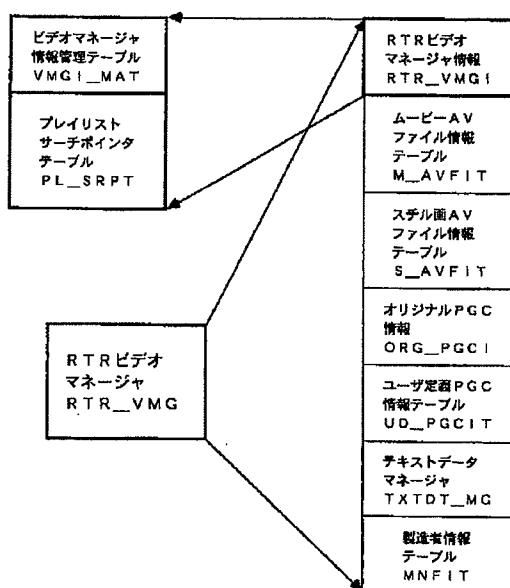 ビデオマネージャ
情報管理テーブル
VMGI_MAT
プレイリスト
サーチポインタ
テーブル
PL_SRPT
RTRビデオ
マネージャ
RTR_VMG
RTRビデオ
マネージャ情報
RTR_VMGI
ムービーAV
ファイル情報
テーブル
M_AVFIT
スチル画AV
ファイル情報
テーブル
S_AVFIT
オリジナルPGC
情報
ORG_PGCI
ユーザ定義PGC
情報テーブル
UD_PGCIT
テキストデータ
マネージャ
TXTDT_MG
製造者情報
テーブル
MNFIT